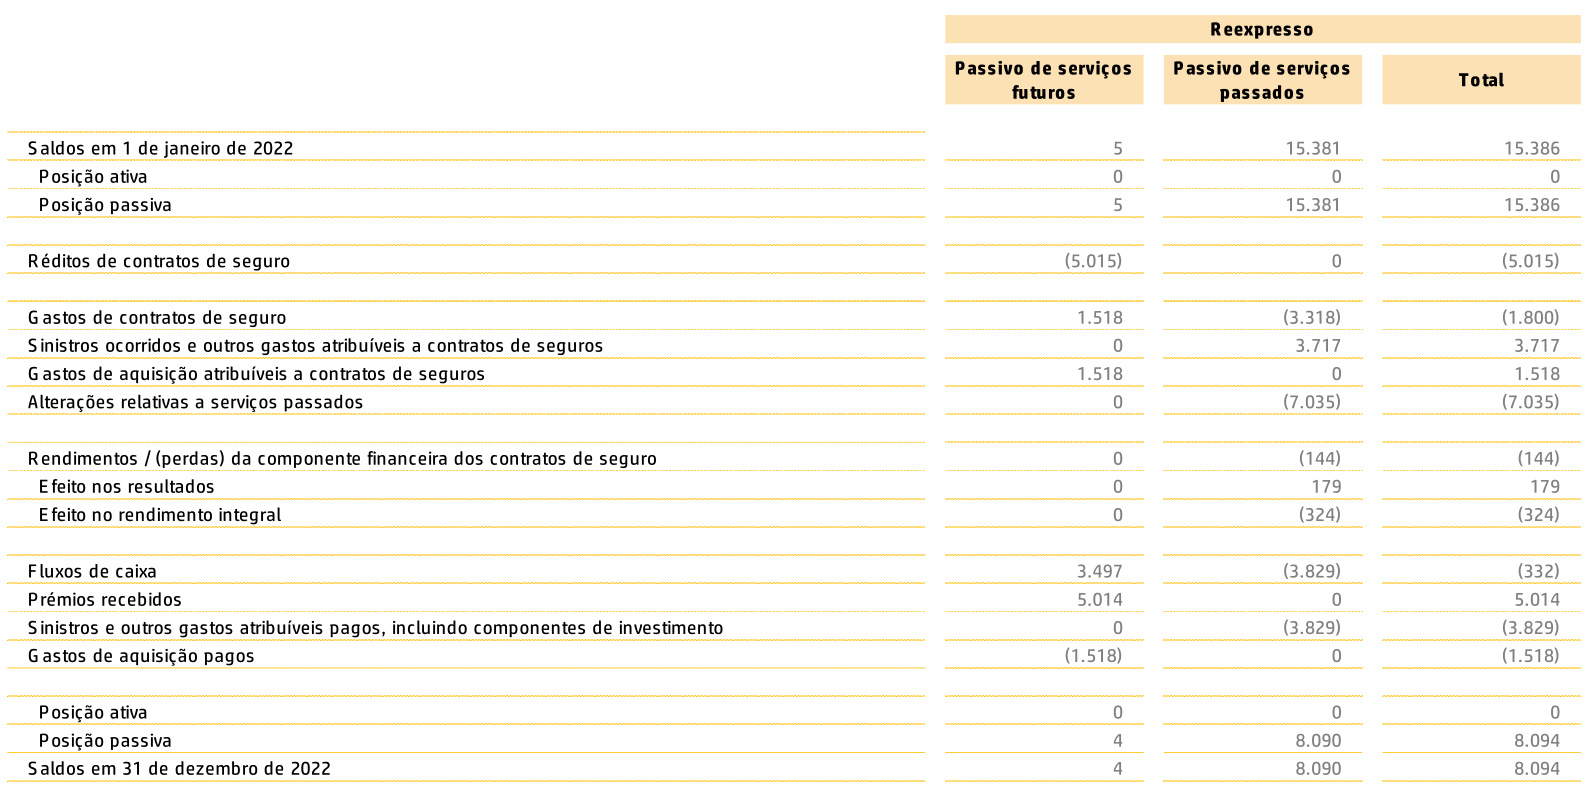 Reexpresso
Passivo de serviços futuros Passivo de serviços passados Total
Saldos em 1 de janeiro de 2022 5 15.381 15.386
Posição ativa 0 0 0
Posição passiva 5 15.381 15.386
Réditos de contratos de seguro (5.015) 0 (5.015)
Gastos de contratos de seguro 1.518 (3.318) (1.800)
Sinistros ocorridos e outros gastos atribuíveis a contratos de seguros 0 3.717 3.717
Gastos de aquisição atribuíveis a contratos de seguros 1.518 0 1.518
Alterações relativas a serviços passados 0 (7.035) (7.035)
Rendimentos / (perdas) da componente financeira dos contratos de seguro 0 (144) (144)
Efeito nos resultados 0 179 179
Efeito no rendimento integral 0 (324) (324)
Fluxos de caixa 3.497 (3.829) (332)
Prémios recebidos 5.014 0 5.014
Sinistros e outros gastos atribuíveis pagos, incluindo componentes de investimento 0 (3.829) (3.829)
Gastos de aquisição pagos (1.518) 0 (1.518)
Posição ativa 0 0 0
Posição passiva 4 8.090 8.094
Saldos em 31 de dezembro de 2022 4 8.090 8.094